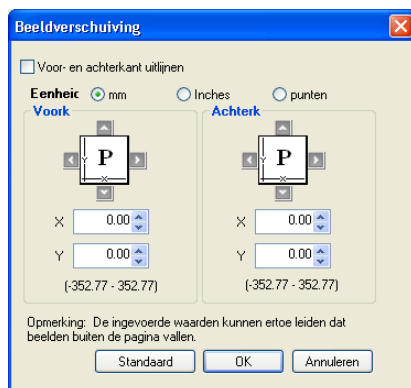 Beeldverschuiving
Voor- en achterkant uitlijnen
Eenheic mm Inches punten
Voork Achterk
P P
X 0.00 X 0.00
Y 0.00 Y 0.00
(-352.77 - 352.77) (-352.77 - 352.77)
Opmerking: De ingevoerde waarden kunnen ertoe leiden dat
beelden buiten de pagina vallen.
Standaard OK Annuleren